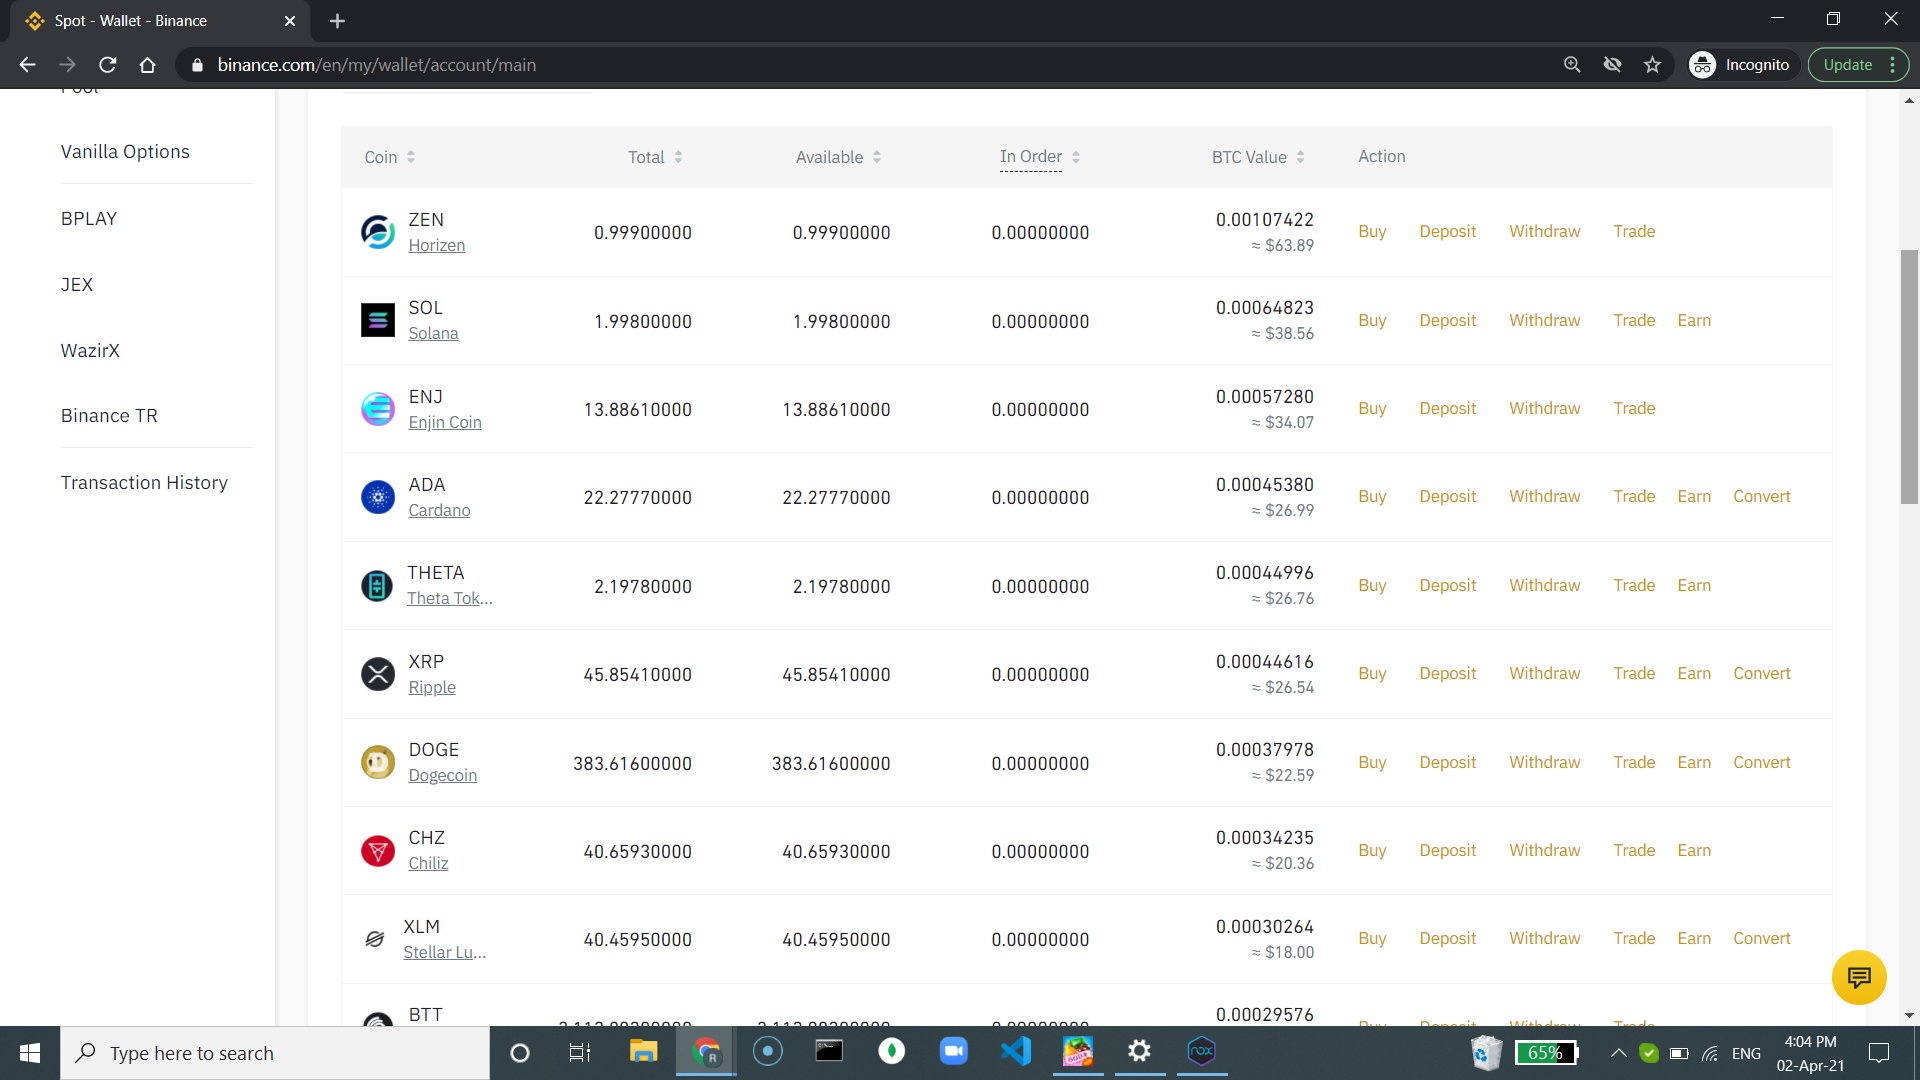 Spot - Wallet - Binance
binance.com/en/my/wallet/account/main
Incognito
Update
Pool
Vanilla Options
BPLAY
JEX
WazirX
Binance TR
Transaction History
Coin Total Available In Order BTC Value Action
ZEN
Horizen
0.99900000 0.99900000 0.00000000
0.00107422
≈ $63.89
Buy Deposit Withdraw Trade
SOL
Solana
1.99800000 1.99800000 0.00000000
0.00064823
≈ $38.56
Buy Deposit Withdraw Trade Earn
ENJ
Enjin Coin
13.88610000 13.88610000 0.00000000
0.00057280
≈ $34.07
Buy Deposit Withdraw Trade
ADA
Cardano
22.27770000 22.27770000 0.00000000
0.00045380
≈ $26.99
Buy Deposit Withdraw Trade Earn Convert
THETA
Theta Tok...
2.19780000 2.19780000 0.00000000
0.00044996
≈ $26.76
Buy Deposit Withdraw Trade Earn
XRP
Ripple
45.85410000 45.85410000 0.00000000
0.00044616
≈ $26.54
Buy Deposit Withdraw Trade Earn Convert
DOGE
Dogecoin
383.61600000 383.61600000 0.00000000
0.00037978
≈ $22.59
Buy Deposit Withdraw Trade Earn Convert
CHZ
Chiliz
40.65930000 40.65930000 0.00000000
0.00034235
≈ $20.36
Buy Deposit Withdraw Trade Earn
XLM
Stellar Lu...
40.45950000 40.45950000 0.00000000
0.00030264
≈ $18.00
Buy Deposit Withdraw Trade Earn Convert
BTT
0.00029576
Buy Deposit Withdraw Trade
Type here to search
nox
65%
ENG
4:04 PM
02-Apr-21